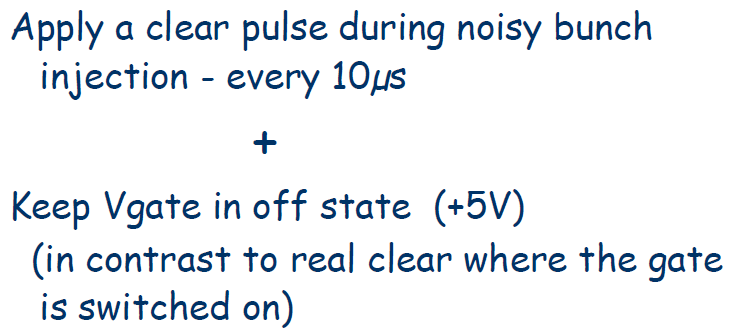 Apply a clear pulse during noisy bunch
injection - every 10µs
+
Keep Vgate in off state (+5V)
(in contrast to real clear where the gate
is switched on)